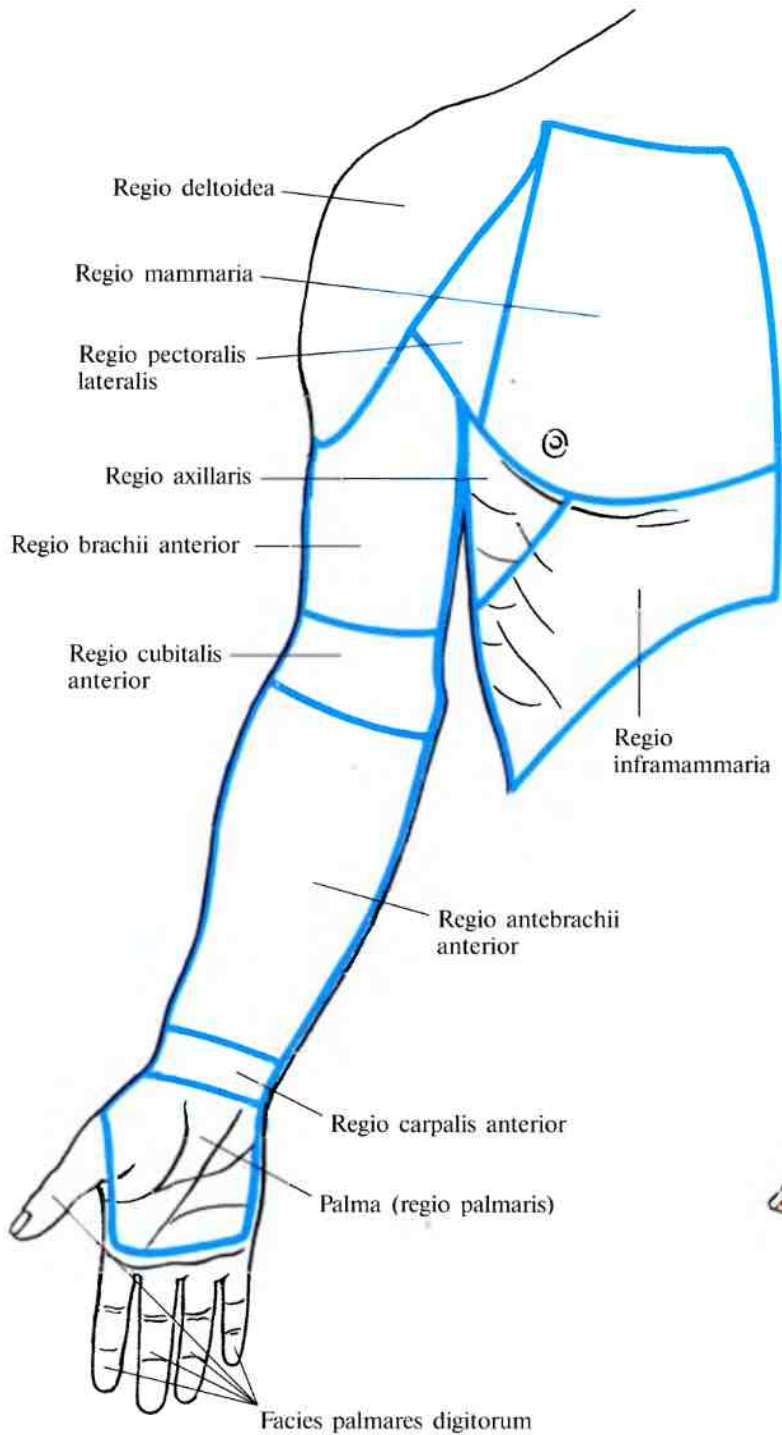 Regio deltoidea
Regio mammaria
Regio pectoralis
lateralis
Regio axillaris
Regio brachii anterior
Regio cubitalis
anterior
Regio
inframammaria
Regio antebrachii
anterior
Regio carpalis anterior
Palma (regio palmaris)
Facies palmares digitorum